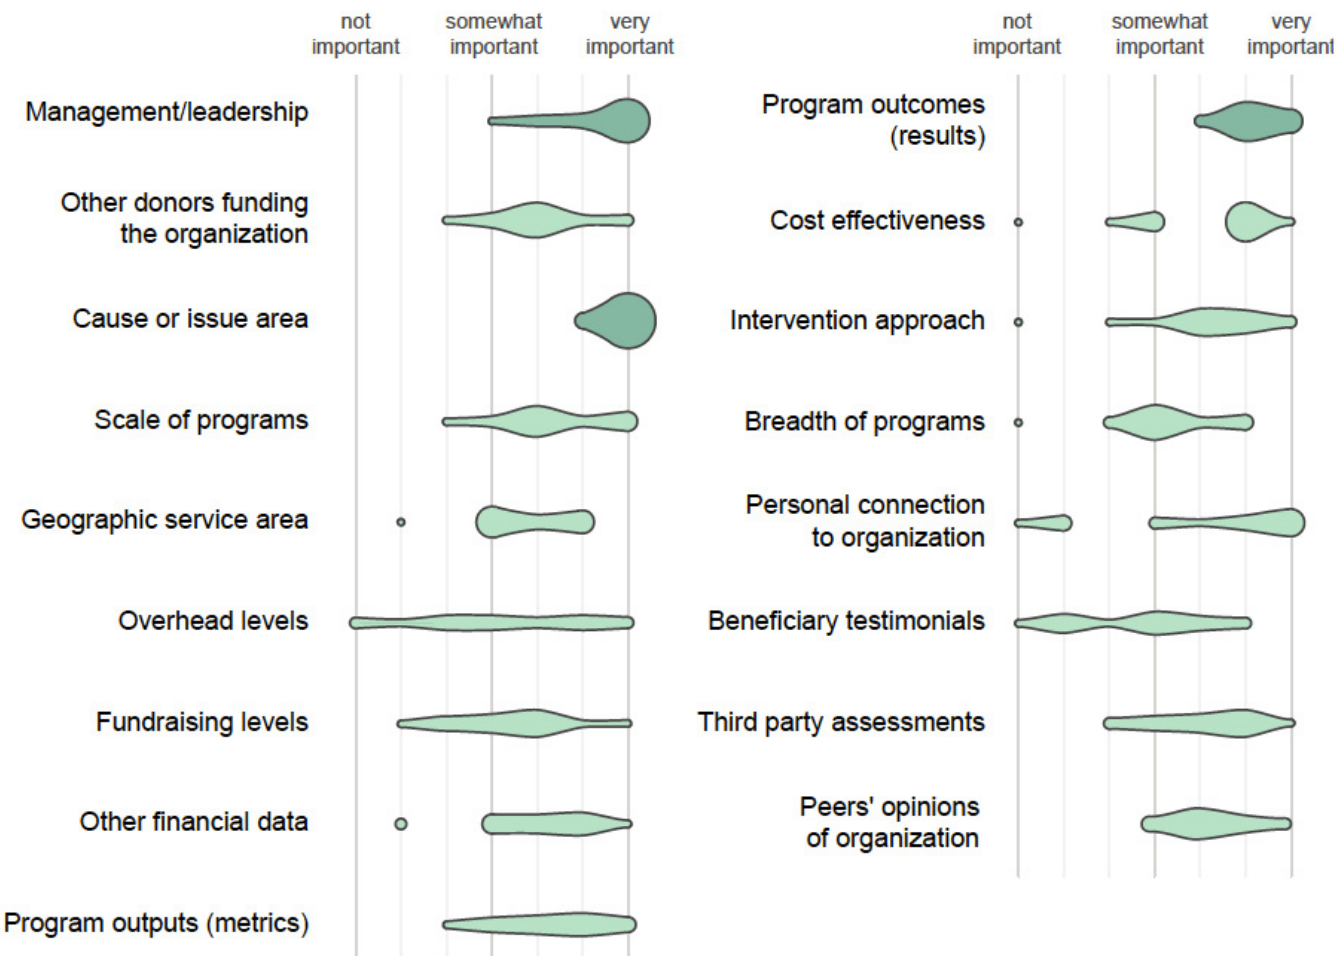 not somewhat very
important important important
Management/leadership
Other donors funding
the organization
Cause or issue area
Scale of programs
Geographic service area
Overhead levels
Fundraising levels
Other financial data
Program outputs (metrics)
not somewhat very
important important important
Program outcomes
(results)
Cost effectiveness
Intervention approach
Breadth of programs
Personal connection
to organization
Beneficiary testimonials
Third party assessments
Peers' opinions
of organization